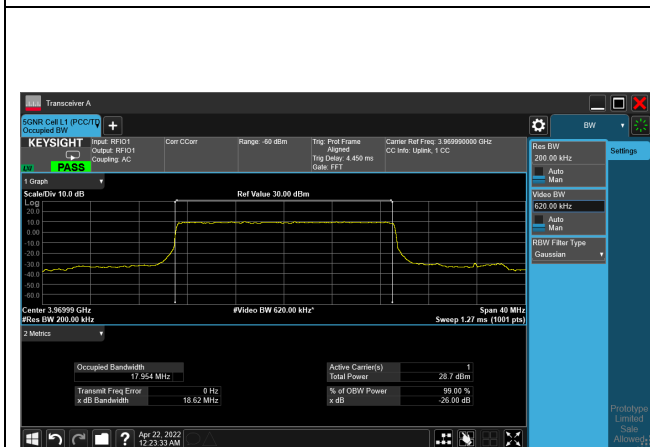 Transceiver A
5GNR Cell L1 (PCC/TD
Occupied BW
BW
KEYSIGHT
Input: RFIO1
Output: RFIO1
Coupling: AC
Corr CCorr
Range: -60 dBm
Trig: Prot Frame
Aligned
Trig Delay: 4.450 ms
Gate: FFT
Carrier Ref Freq: 3.969990000 GHz
CC Info: Uplink, 1 CC
PASS
Res BW
200.00 kHz
Auto
Man
Settings
1 Graph
Scale/Div 10.0 dB
Ref Value 30.00 dBm
Video BW
620.00 kHz
Auto
Man
RBW Filter Type
Gaussian
Log
20.0
10.0
0.00
-10.0
-20.0
-30.0
-40.0
-50.0
-60.0
Center 3.96999 GHz
#Video BW 620.00 kHz*
Span 40 MHz
#Res BW 200.00 kHz
Sweep 1.27 ms (1001 pts)
2 Metrics
Occupied Bandwidth
17.954 MHz
Active Carrier(s) 1
Total Power 28.7 dBm
Transmit Freq Error 0 Hz
x dB Bandwidth 18.62 MHz
% of OBW Power 99.00 %
x dB -26.00 dB
Prototype
Limited
Sale
Allowed
?
Apr 22, 2022
12:23:33 AM